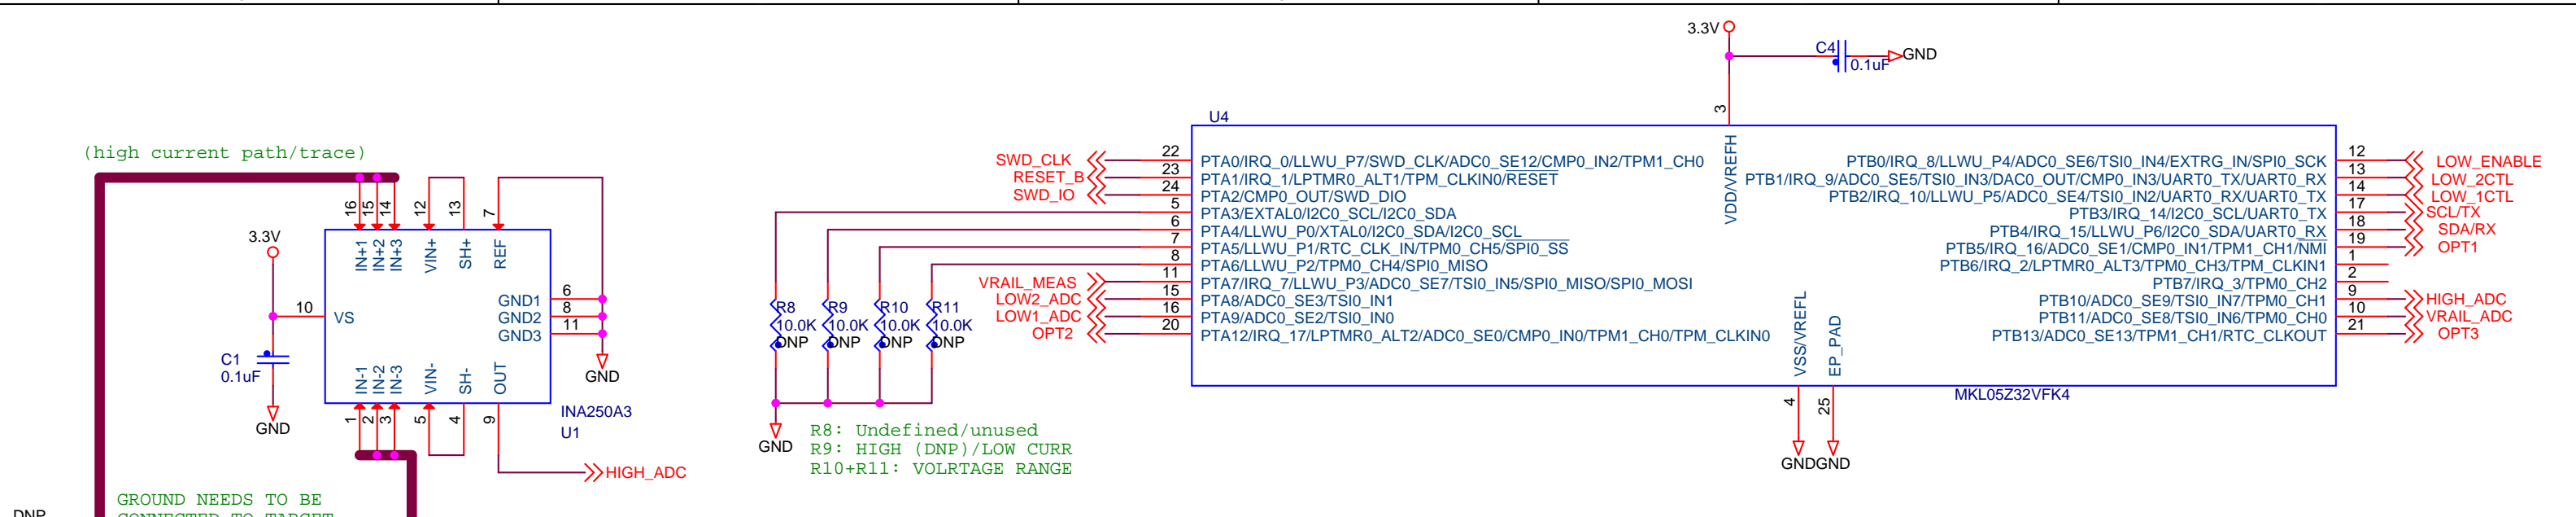 3.3V
C4
0.1uF
GND
3
U4
VDD/VREFH
(high current path/trace)
16
15
14
12
13
7
IN+1
IN+2
IN+3
VIN+
SH+
REF
3.3V
10
VS
GND1
GND2
GND3
6
8
11
GND
C1
0.1uF
GND
IN-1
IN-2
IN-3
VIN-
SH-
OUT
1
2
3
5
4
9
INA250A3
U1
HIGH_ADC
GROUND NEEDS TO BE
CONNECTED TO TARGET
DNP
SWD_CLK
RESET_B
SWD_IO
VRAIL_MEAS
LOW2_ADC
LOW1_ADC
OPT2
22
23
24
5
6
7
8
11
15
16
20
PTA0/IRQ_0/LLWU_P7/SWD_CLK/ADC0_SE12/CMP0_IN2/TPM1_CH0
PTA1/IRQ_1/LPTMR0_ALT1/TPM_CLKIN0/RESET
PTA2/CMP0_OUT/SWD_DIO
PTA3/EXTAL0/I2C0_SCL/I2C0_SDA
PTA4/LLWU_P0/XTAL0/I2C0_SDA/I2C0_SCL
PTA5/LLWU_P1/RTC_CLK_IN/TPM0_CH5/SPI0_SS
PTA6/LLWU_P2/TPM0_CH4/SPI0_MISO
PTA7/IRQ_7/LLWU_P3/ADC0_SE7/TSI0_IN5/SPI0_MISO/SPI0_MOSI
PTA8/ADC0_SE3/TSI0_IN1
PTA9/ADC0_SE2/TSI0_IN0
PTA12/IRQ_17/LPTMR0_ALT2/ADC0_SE0/CMP0_IN0/TPM1_CH0/TPM_CLKIN0
R8
10.0K
DNP
R9
10.0K
DNP
R10
10.0K
DNP
R11
10.0K
DNP
GND
R8: Undefined/unused
R9: HIGH (DNP)/LOW CURR
R10+R11: VOLRTAGE RANGE
PTB0/IRQ_8/LLWU_P4/ADC0_SE6/TSI0_IN4/EXTRG_IN/SPI0_SCK
PTB1/IRQ_9/ADC0_SE5/TSI0_IN3/DAC0_OUT/CMP0_IN3/UART0_TX/UART0_RX
PTB2/IRQ_10/LLWU_P5/ADC0_SE4/TSI0_IN2/UART0_RX/UART0_TX
PTB3/IRQ_14/I2C0_SCL/UART0_TX
PTB4/IRQ_15/LLWU_P6/I2C0_SDA/UART0_RX
PTB5/IRQ_16/ADC0_SE1/CMP0_IN1/TPM1_CH1/NMI
PTB6/IRQ_2/LPTMR0_ALT3/TPM0_CH3/TPM_CLKIN1
PTB7/IRQ_3/TPM0_CH2
PTB10/ADC0_SE9/TSI0_IN7/TPM0_CH1
PTB11/ADC0_SE8/TSI0_IN6/TPM0_CH0
PTB13/ADC0_SE13/TPM1_CH1/RTC_CLKOUT
12
13
14
17
18
19
1
2
9
10
21
LOW_ENABLE
LOW_2CTL
LOW_1CTL
SCL/TX
SDA/RX
OPT1
HIGH_ADC
VRAIL_ADC
OPT3
VSS/VREFL
EP_PAD
4
25
GND
GND
MKL05Z32VFK4